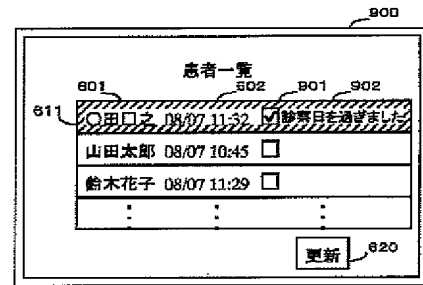 900
患者一覧
601 602 901 902
611 ○田口之 08/07 11:32 ☑ 診察日を過ぎました
山田太郎 08/07 10:45 □
鈴木花子 08/07 11:29 □
更新 620